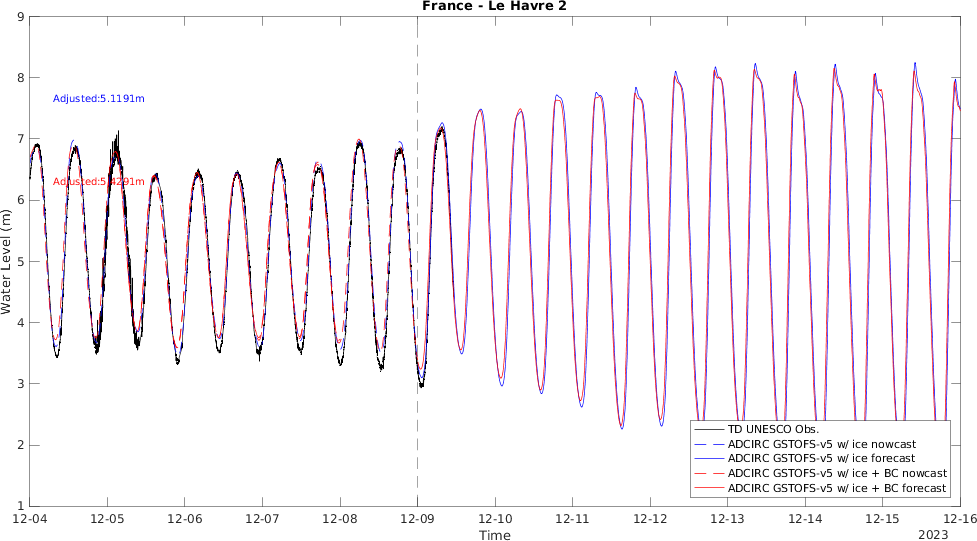 France - Le Havre 2
9
8
7
6
5
4
3
2
1
Water Level (m)
Adjusted:5.1191m
Adjusted:5.4291m
TD UNESCO Obs.
ADCIRC GSTOFS-v5 w/ ice nowcast
ADCIRC GSTOFS-v5 w/ ice forecast
ADCIRC GSTOFS-v5 w/ ice + BC nowcast
ADCIRC GSTOFS-v5 w/ ice + BC forecast
12-04 12-05 12-06 12-07 12-08 12-09 12-10 12-11 12-12 12-13 12-14 12-15 12-16
Time
2023